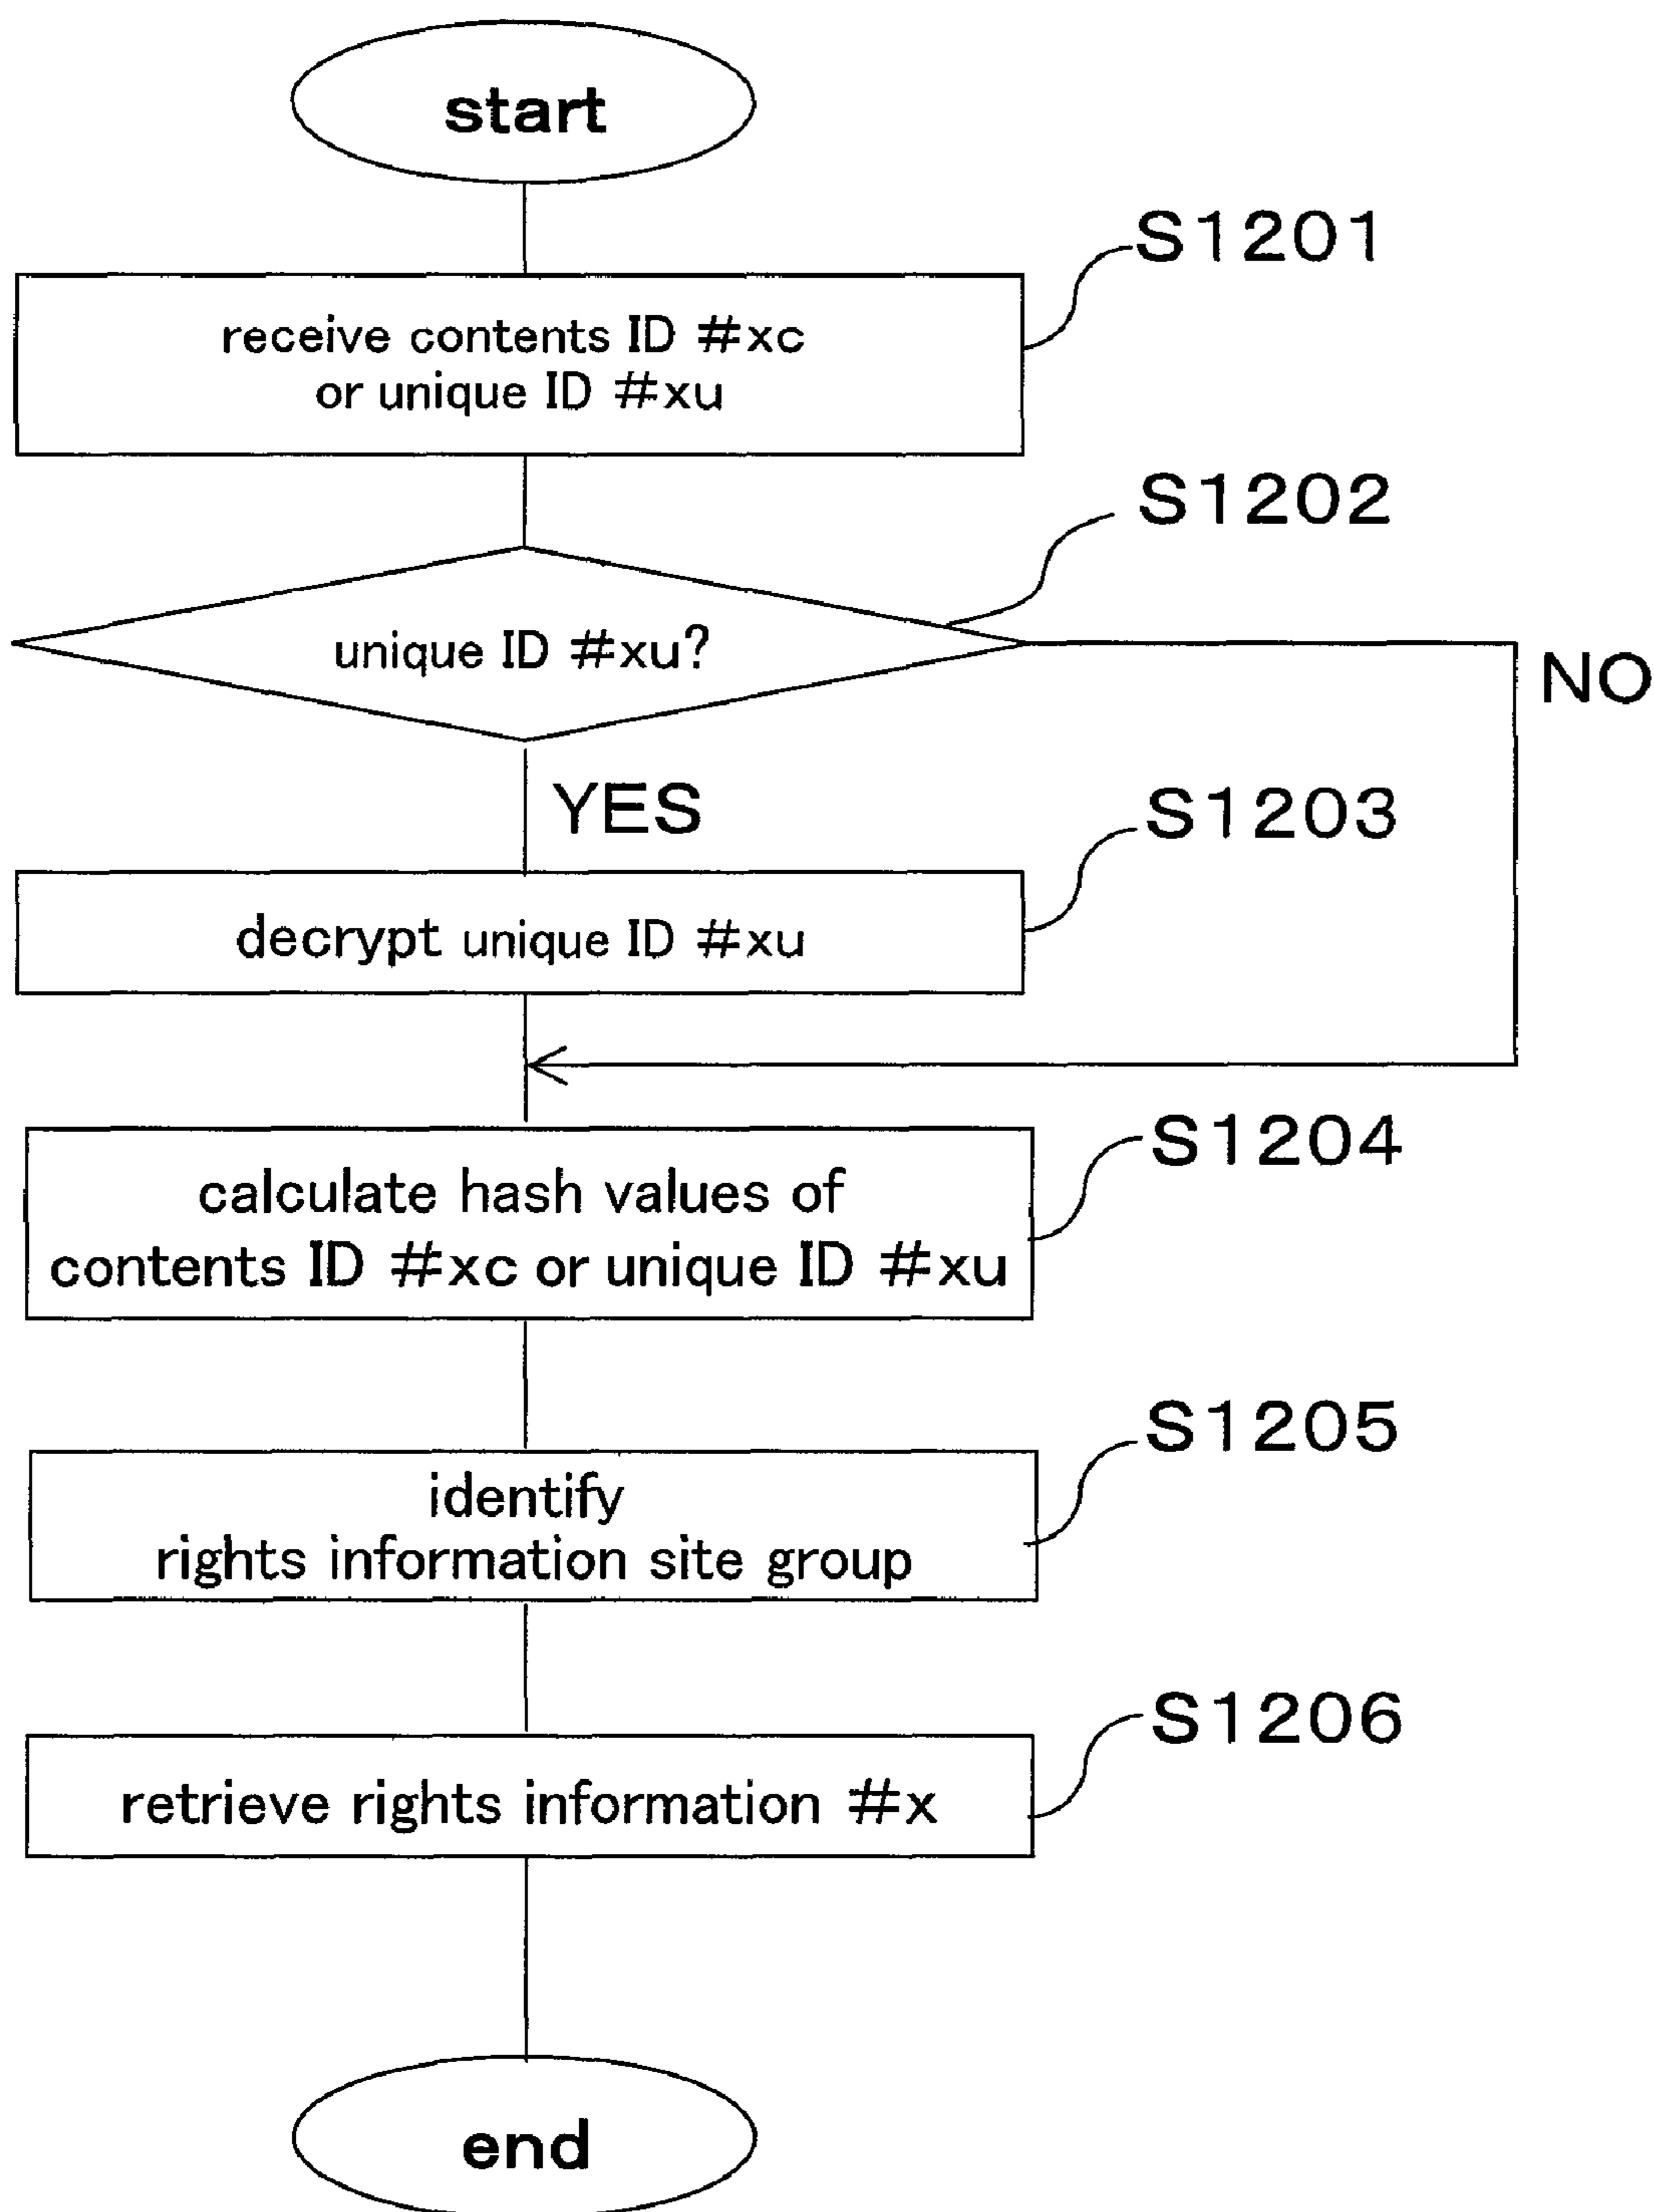 start
S1201
receive contents ID #xc
or unique ID #xu
S1202
unique ID #xu?
NO
YES
S1203
decrypt unique ID #xu
S1204
calculate hash values of
contents ID #xc or unique ID #xu
S1205
identify
rights information site group
S1206
retrieve rights information #x
end